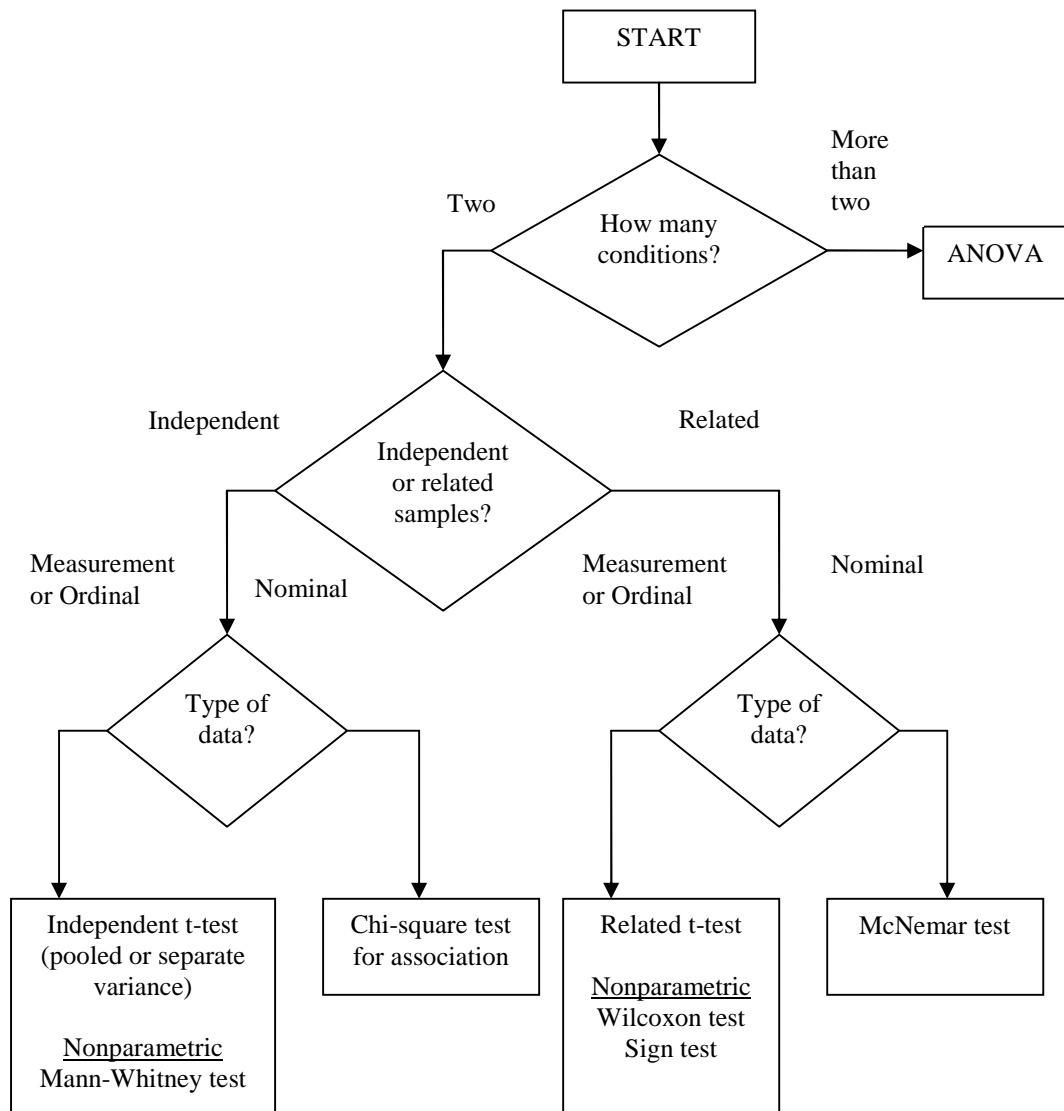 START
More
than
two
Two
How many
conditions?
ANOVA
Independent
Related
Independent
or related
samples?
Measurement
or Ordinal
Nominal
Measurement
or Ordinal
Nominal
Type of
data?
Type of
data?
Independent t-test
(pooled or separate
variance)
Nonparametric
Mann-Whitney test
Chi-square test
for association
Related t-test
Nonparametric
Wilcoxon test
Sign test
McNemar test